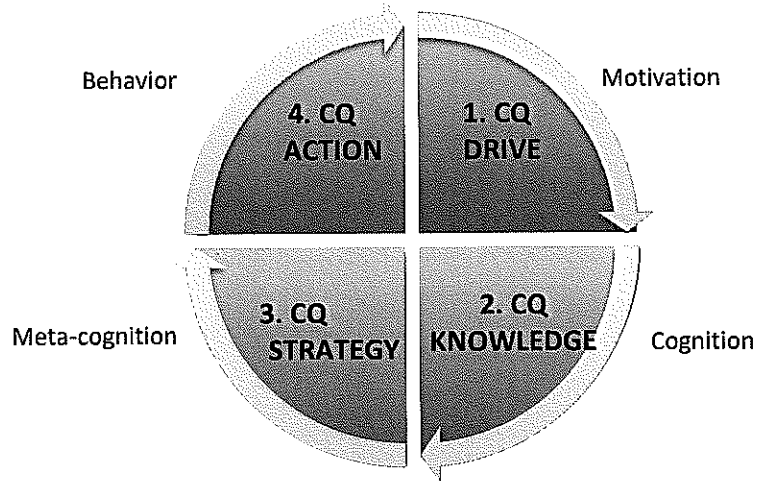 Behavior
Motivation
4. CQ
ACTION
1. CQ
DRIVE
3. CQ
STRATEGY
2. CQ
KNOWLEDGE
Meta-cognition
Cognition